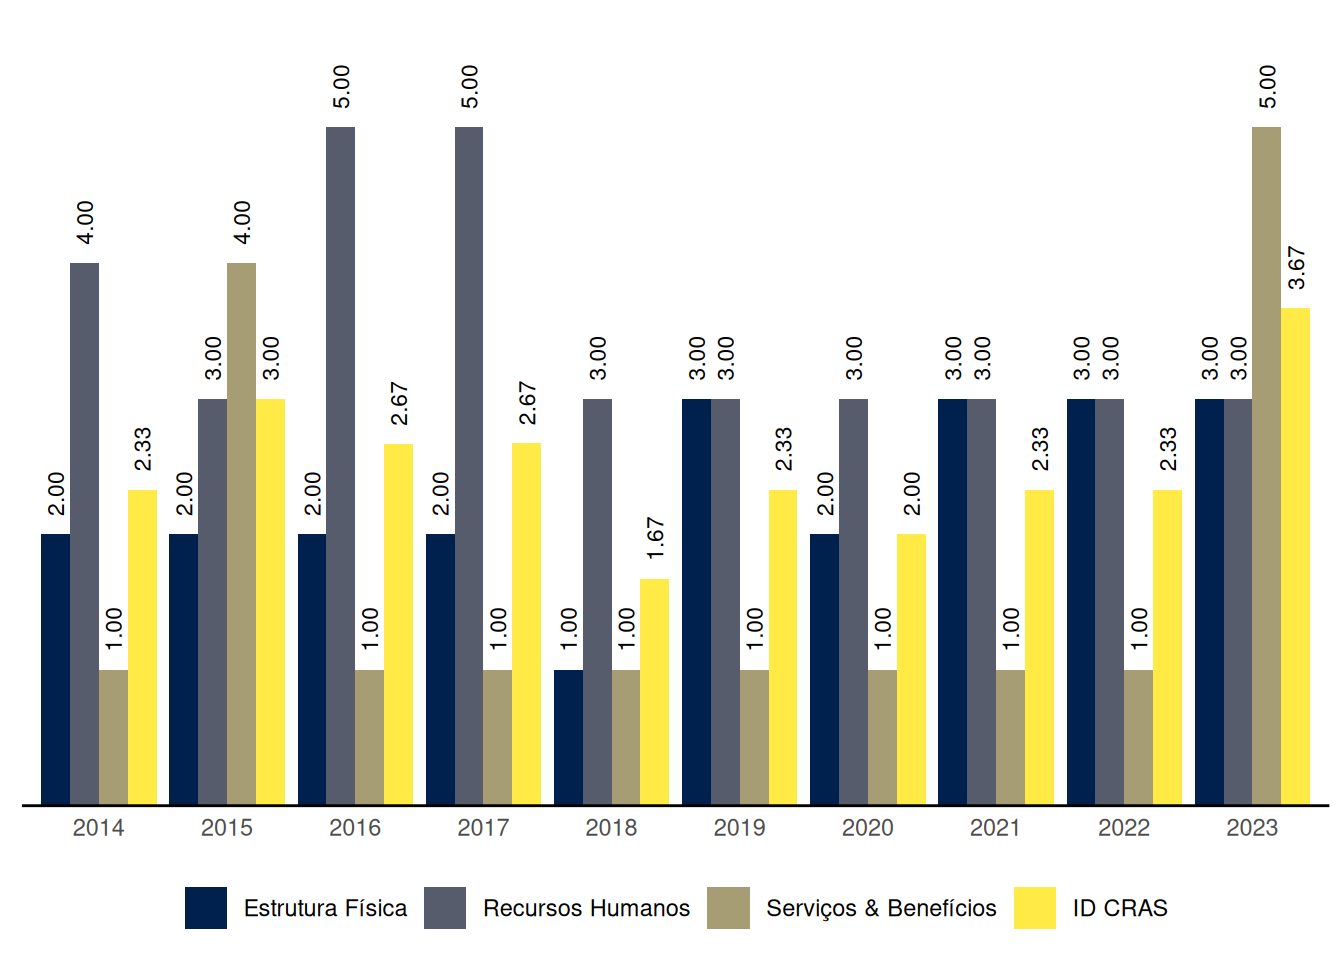 2.00 4.00 1.00 2.33
2.00 3.00 4.00 3.00
2.00 5.00 1.00 2.67
2.00 5.00 1.00 2.67
1.00 3.00 1.00 1.67
3.00 3.00 1.00 2.33
2.00 3.00 1.00 2.00
3.00 3.00 1.00 2.33
3.00 3.00 1.00 2.33
3.00 3.00 5.00 3.67
2014 2015 2016 2017 2018 2019 2020 2021 2022 2023
Estrutura Física Recursos Humanos Serviços & Benefícios ID CRAS